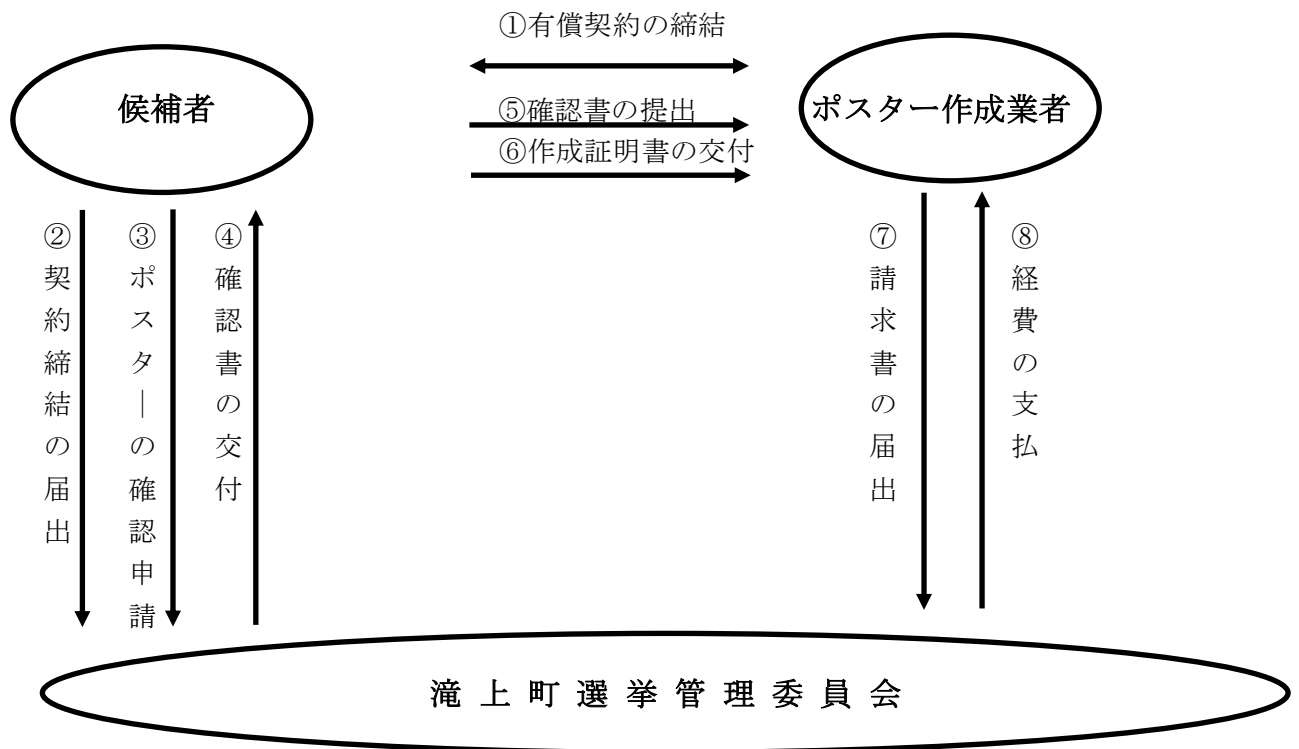 ①有償契約の締結
候補者
ポスター作成業者
⑤確認書の提出
⑥作成証明書の交付
②契約締結の届出
③ポスターの確認申請
④確認書の交付
⑦請求書の届出
⑧経費の支払
滝上町選挙管理委員会